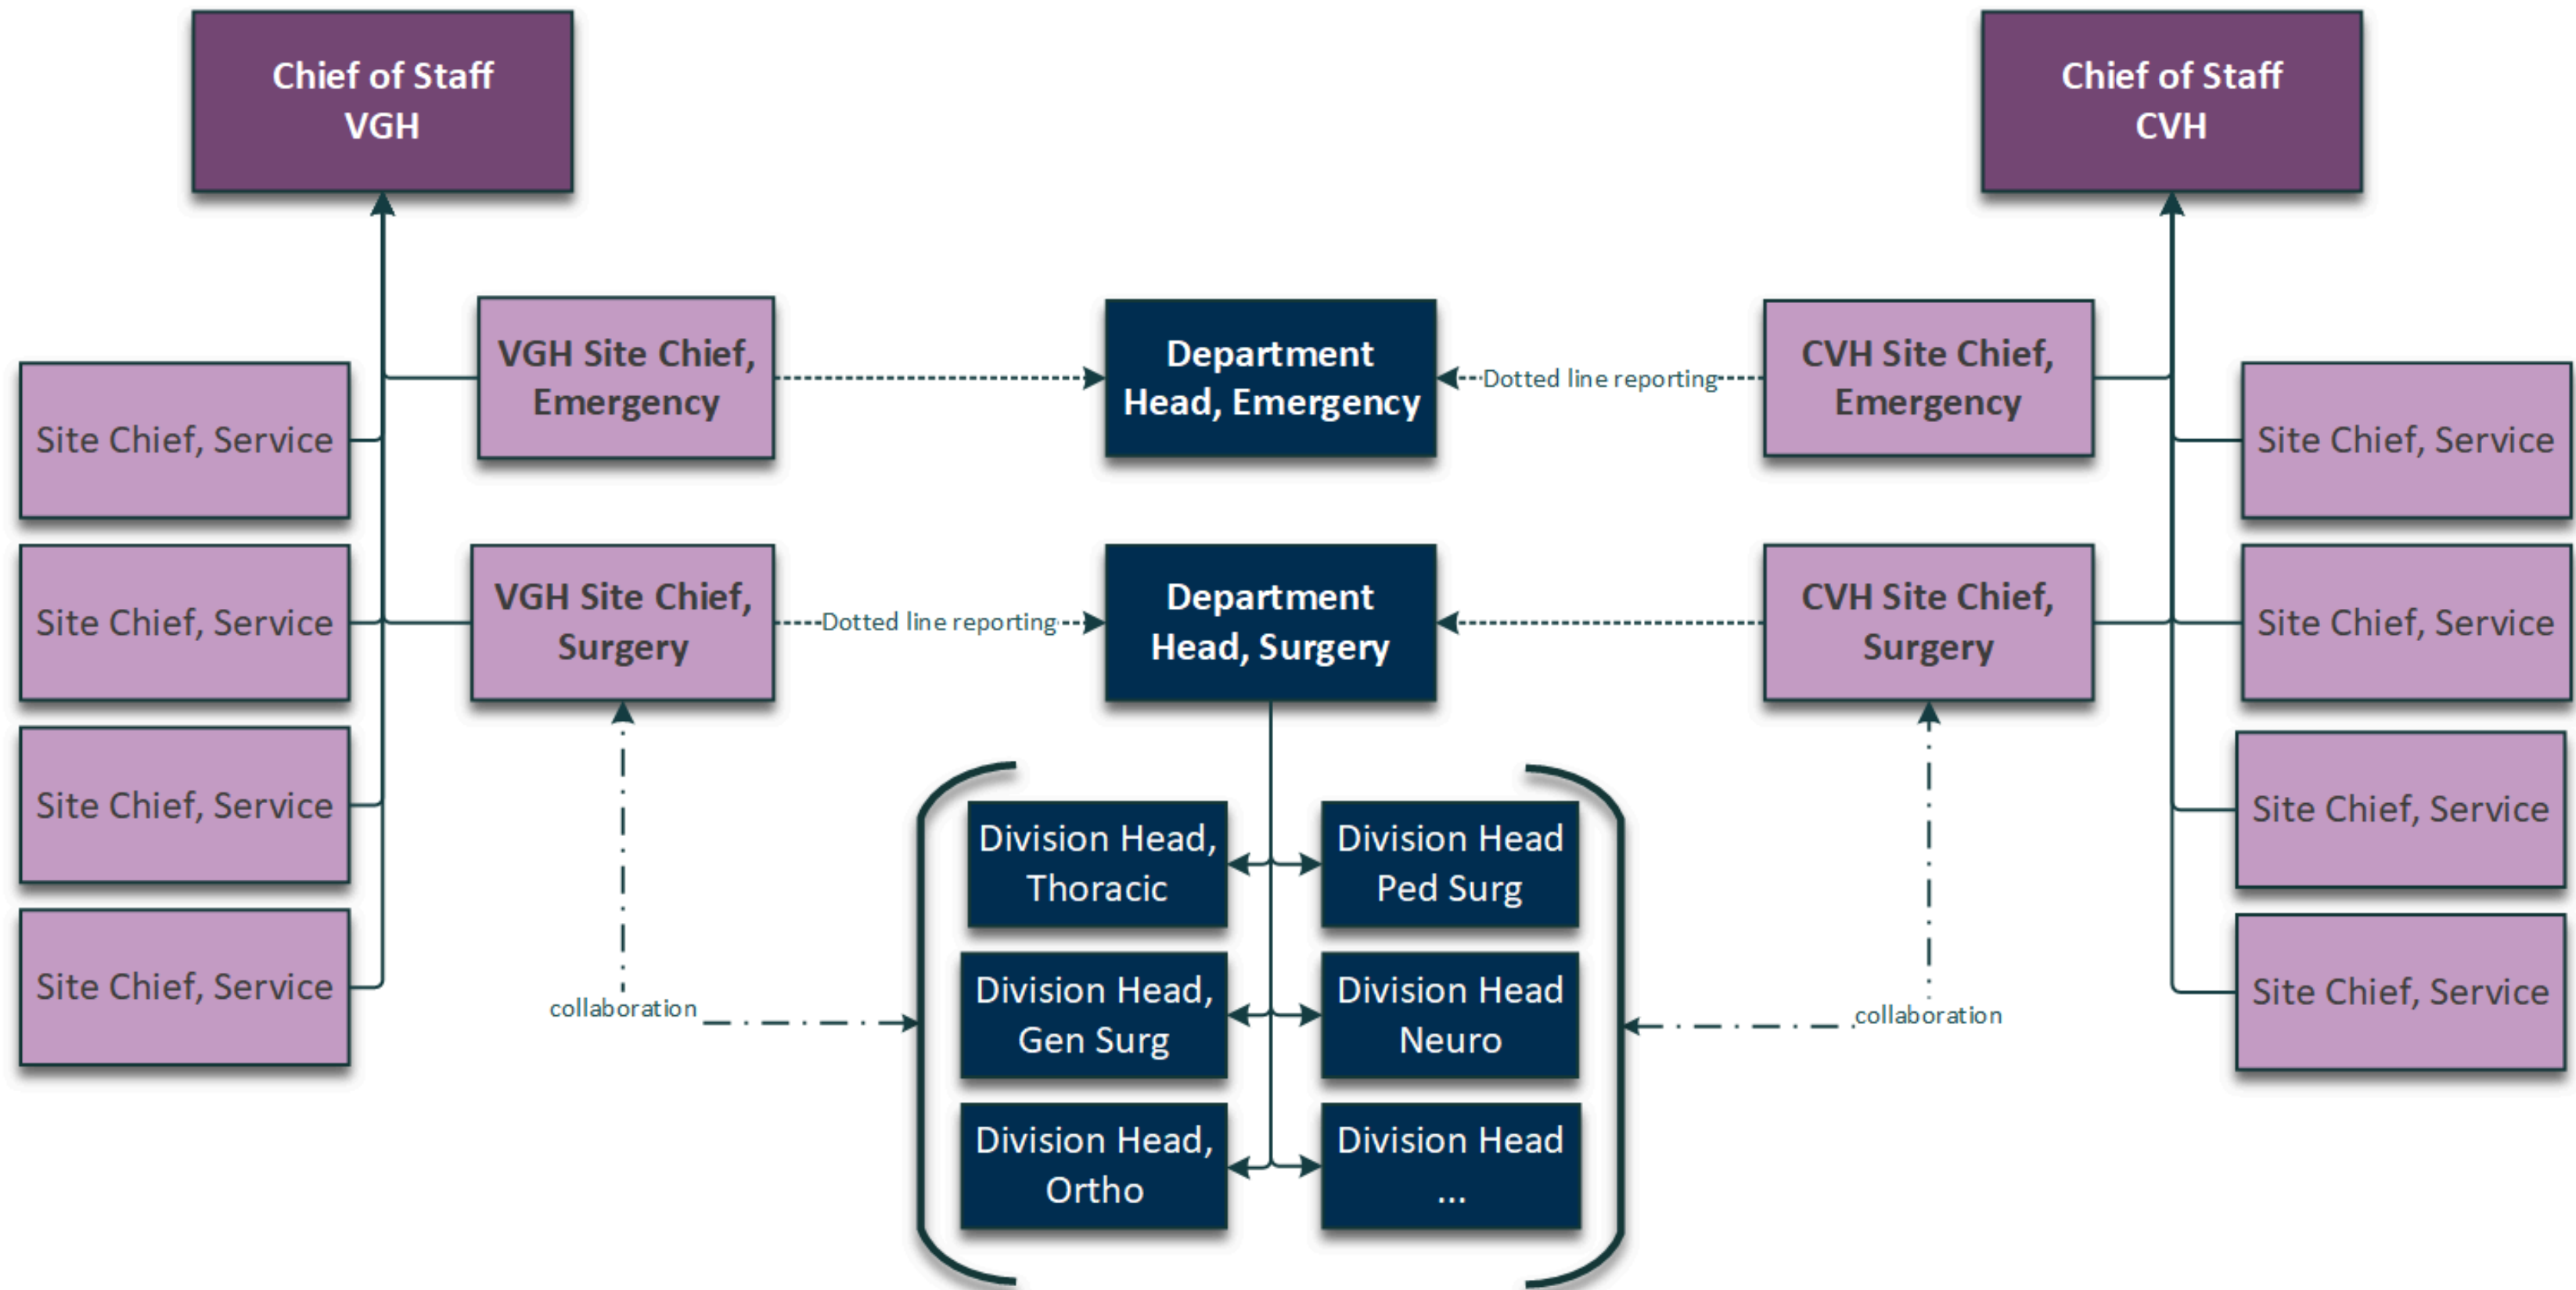 Chief of Staff
VGH
Chief of Staff
CVH
VGH Site Chief,
Emergency
Department
Head, Emergency
Dotted line reporting
CVH Site Chief,
Emergency
Site Chief, Service
Site Chief, Service
Site Chief, Service
VGH Site Chief,
Surgery
Dotted line reporting
Department
Head, Surgery
CVH Site Chief,
Surgery
Site Chief, Service
Site Chief, Service
Division Head,
Thoracic
Division Head
Ped Surg
Site Chief, Service
Site Chief, Service
collaboration
Division Head,
Gen Surg
Division Head
Neuro
collaboration
Site Chief, Service
Division Head,
Ortho
Division Head
...